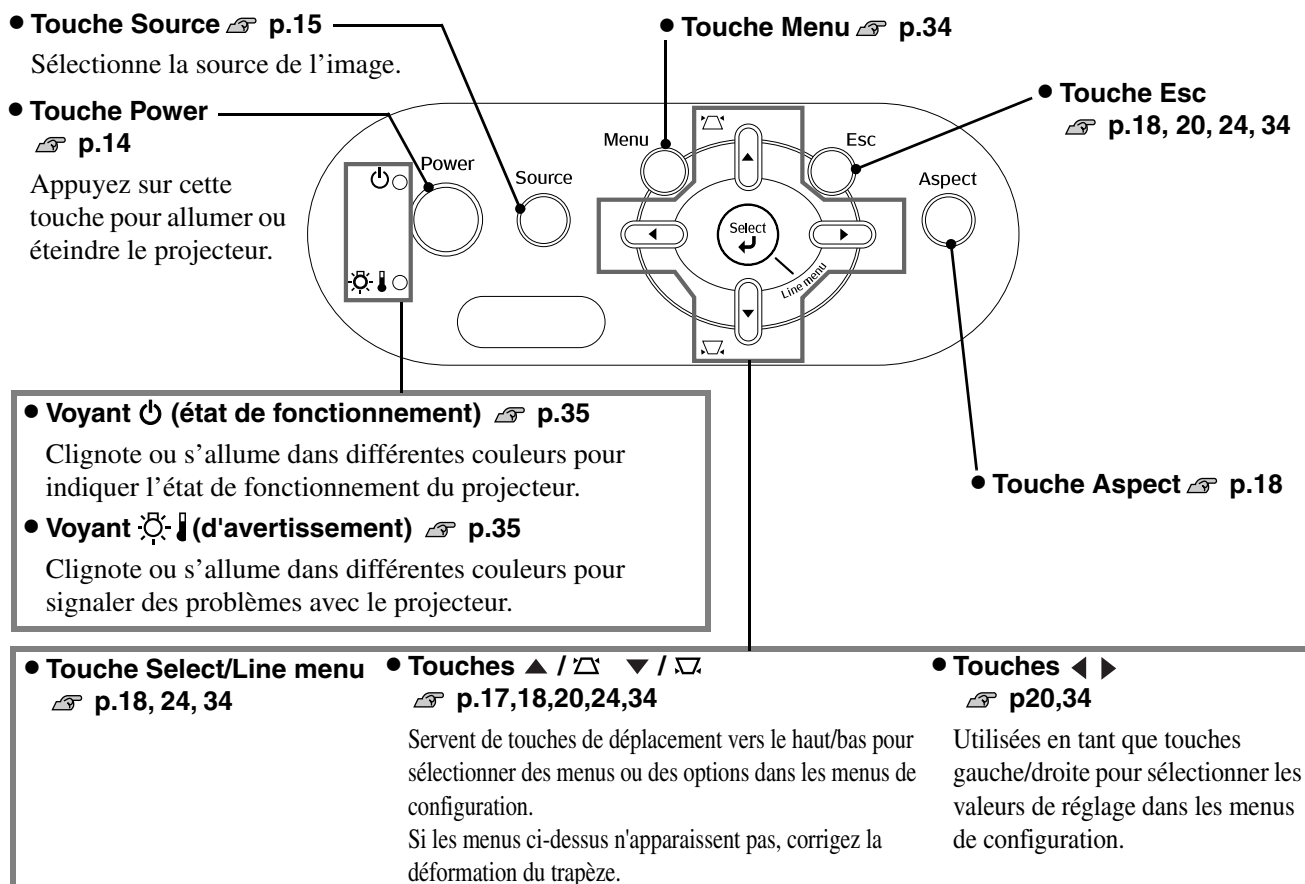 ● Touche Source ☞ p.15
Sélectionne la source de l’image.
● Touche Power
☞ p.14
Appuyez sur cette
touche pour allumer ou
éteindre le projecteur.
● Touche Menu ☞ p.34
● Touche Esc
☞ p.18, 20, 24, 34
Power
Source
Menu
Esc
Aspect
Select
Line menu
● Touche Aspect ☞ p.18
● Voyant ⏻ (état de fonctionnement) ☞ p.35
Clignote ou s’allume dans différentes couleurs pour
indiquer l’état de fonctionnement du projecteur.
● Voyant (d'avertissement) ☞ p.35
Clignote ou s’allume dans différentes couleurs pour
signaler des problèmes avec le projecteur.
● Touche Select/Line menu
☞ p.18, 24, 34
● Touches ▲ / ▼ /
☞ p.17,18,20,24,34
Servent de touches de déplacement vers le haut/bas pour
sélectionner des menus ou des options dans les menus de
configuration.
Si les menus ci-dessus n'apparaissent pas, corrigez la
déformation du trapèze.
● Touches ◀ ▶
☞ p20,34
Utilisées en tant que touches
gauche/droite pour sélectionner les
valeurs de réglage dans les menus
de configuration.